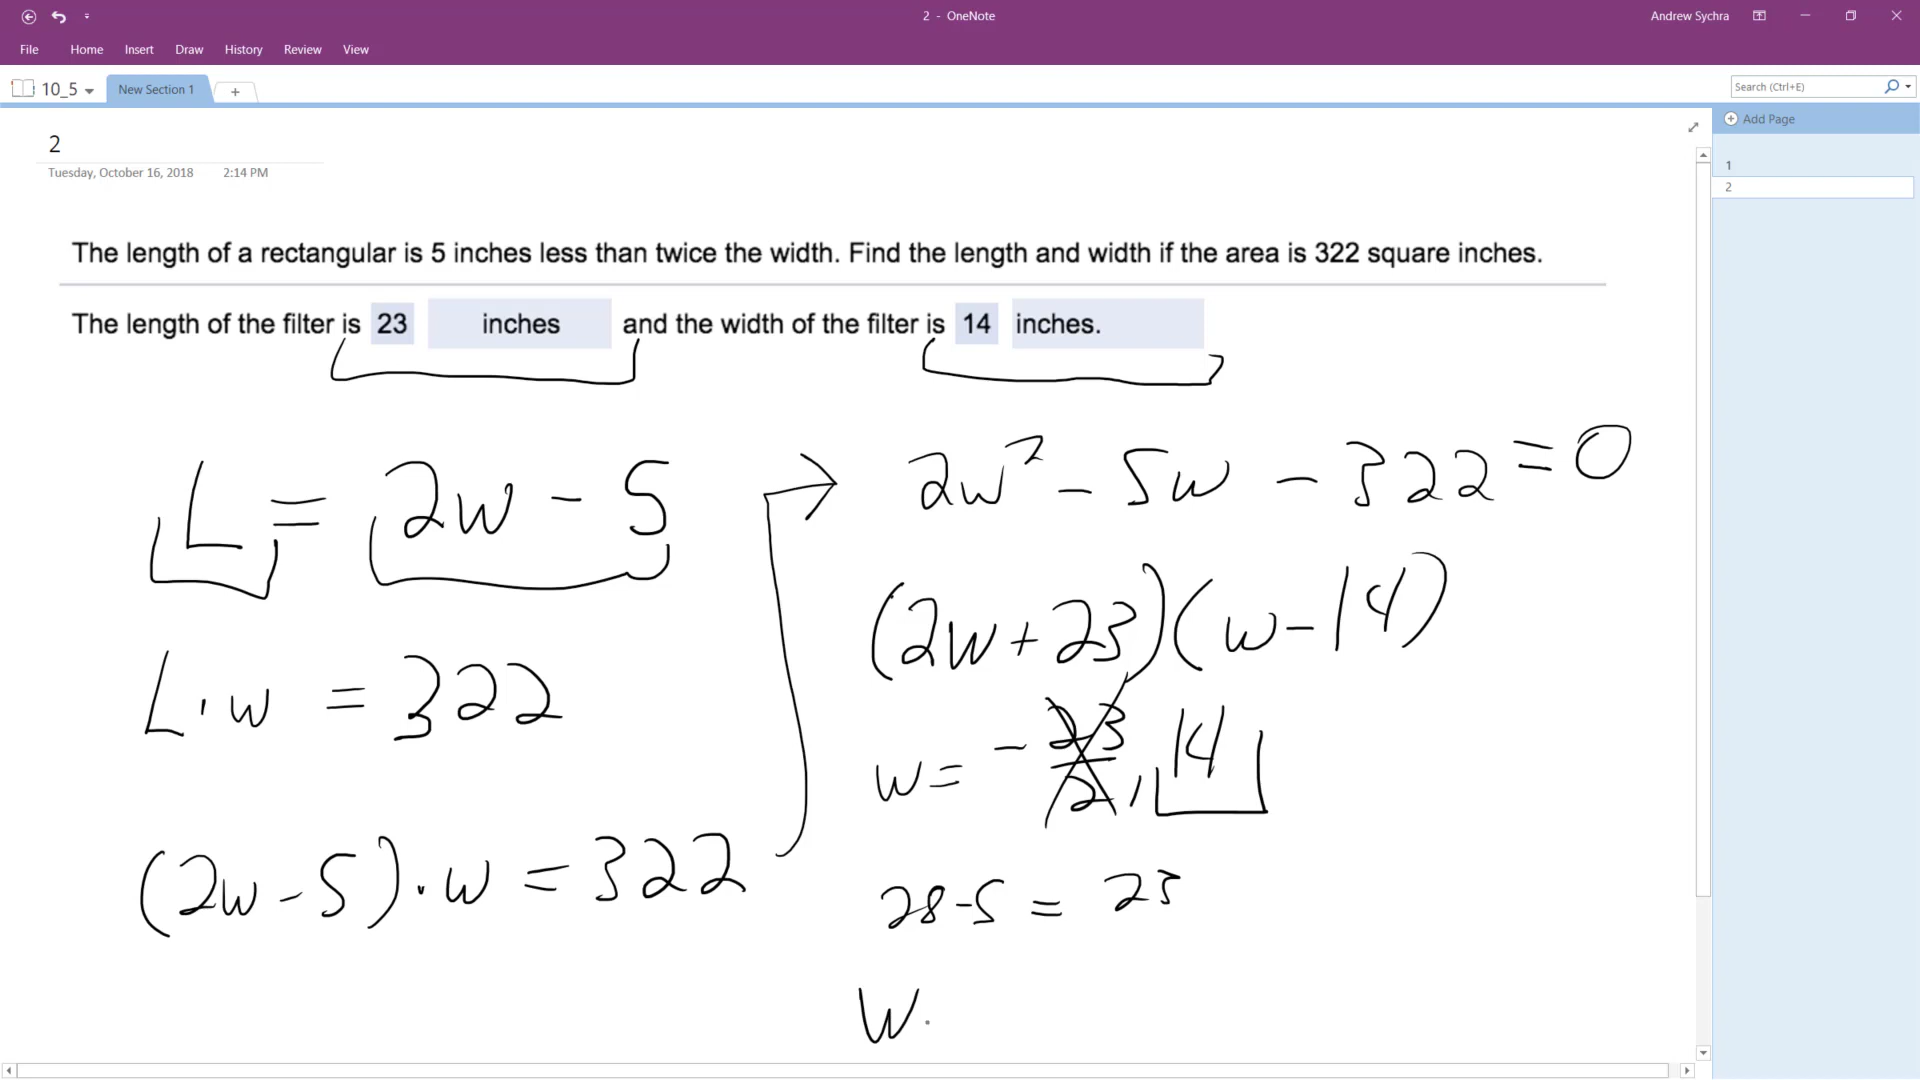 2 - OneNote
Andrew Sychra
File Home Insert Draw History Review View
10_5
New Section 1
+
Search (Ctrl+E)
Add Page
1
2
2
Tuesday, October 16, 2018 2:14 PM
The length of a rectangular is 5 inches less than twice the width. Find the length and width if the area is 322 square inches.
The length of the filter is 23 inches and the width of the filter is 14 inches.
L = 2w - 5
L · w = 322
(2w - 5) · w = 322
2w² - 5w - 322 = 0
(2w + 23)(w - 14)
w = - 23/2, 14
28 - 5 = 23
W ·